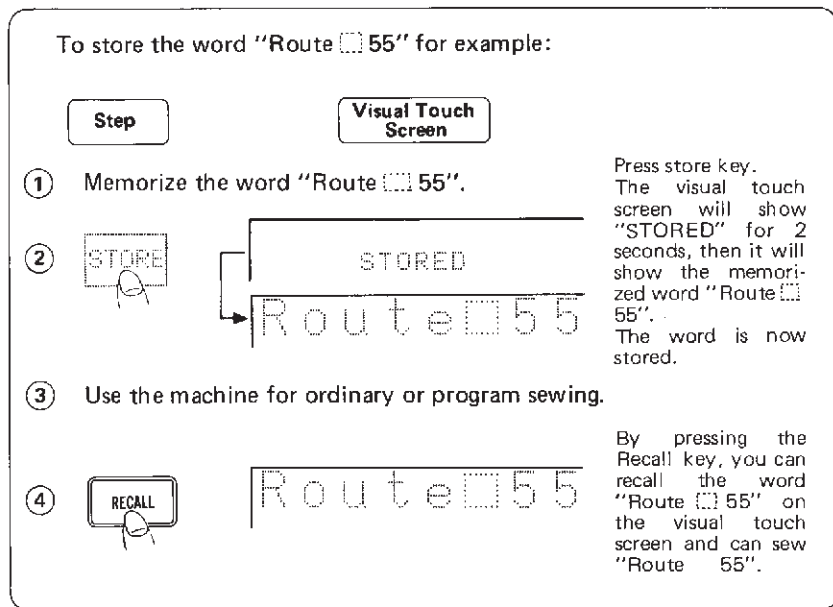 To store the word "Route ⬚ 55" for example:
Step
Visual Touch
Screen
① Memorize the word "Route ⬚ 55".
Press store key.
The visual touch
screen will show
"STORED" for 2
seconds, then it will
show the memori-
zed word "Route ⬚
55".
The word is now
stored.
②
STORE
STORED
Route⬚55
③ Use the machine for ordinary or program sewing.
④
RECALL
Route⬚55
By pressing the
Recall key, you can
recall the word
"Route ⬚ 55" on
the visual touch
screen and can sew
"Route 55".